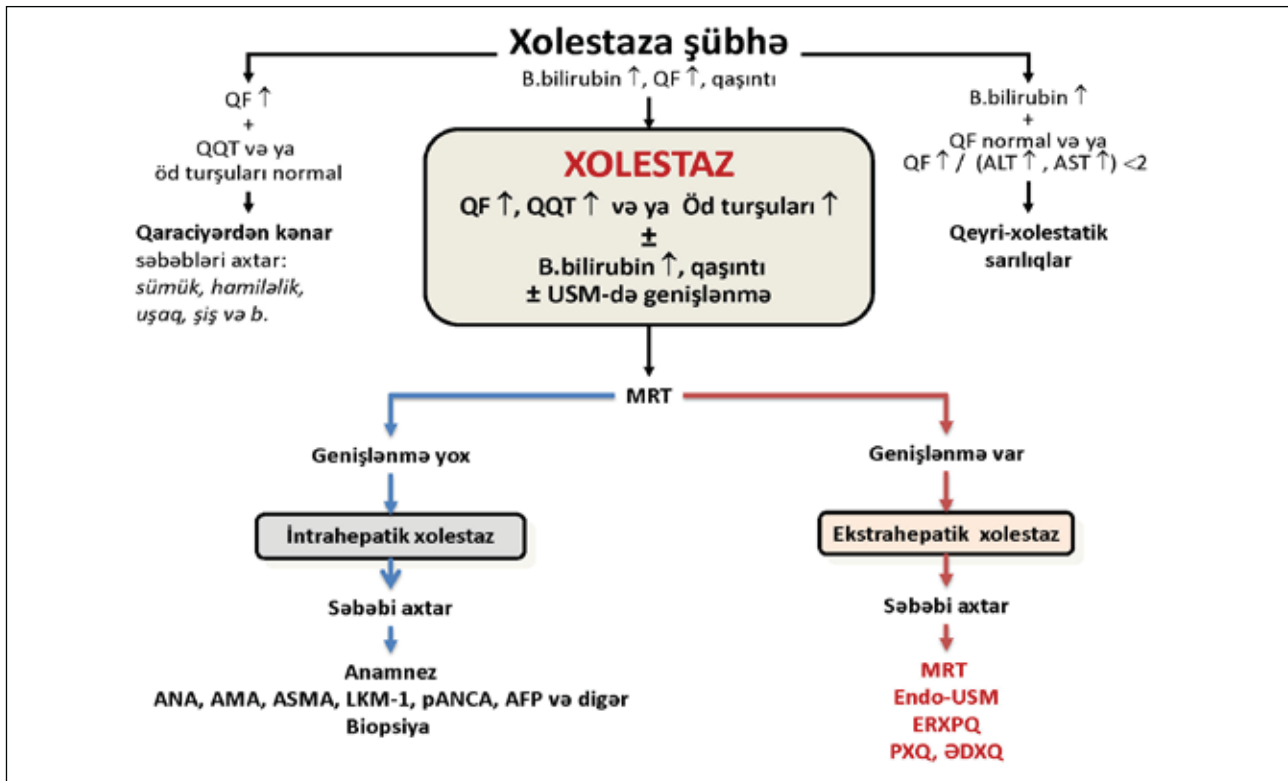 Xolestaza şübhə
B.bilirubin ↑, QF ↑, qaşıntı
QF ↑
+
QQT və ya
öd turşuları normal
Qaraciyərdən kənar
səbəbləri axtar:
sümük, hamiləlik,
uşaq, şiş və b.
XOLESTAZ
QF ↑, QQT ↑ və ya Öd turşuları ↑
±
B.bilirubin ↑, qaşıntı
± USM-də genişlənmə
B.bilirubin ↑
+
QF normal və ya
QF ↑ / (ALT ↑ , AST ↑) <2
Qeyri-xolestatik
sarılıqlar
MRT
Genişlənmə yox
İntrahepatik xolestaz
Səbəbi axtar
Anamnez
ANA, AMA, ASMA, LKM-1, pANCA, AFP və digər
Biopsiya
Genişlənmə var
Ekstrahepatik xolestaz
Səbəbi axtar
MRT
Endo-USM
ERXPQ
PXQ, ƏDXQ